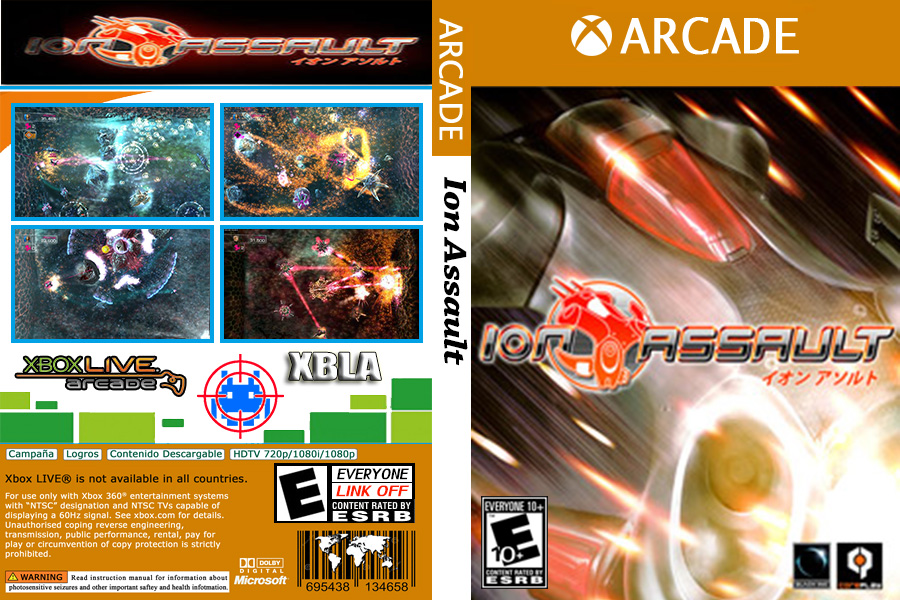 ION ASSAULT
イオン アソルト
XBOX LIVE
arcade
XBLA
Campaña
Logros
Contenido Descargable
HDTV 720p/1080i/1080p
Xbox LIVE® is not available in all countries.
For use only with Xbox 360® entertainment systems
with "NTSC" designation and NTSC TVs capable of
displaying a 60Hz signal. See xbox.com for details.
Unauthorised coping reverse engineering,
transmission, public performance, rental, pay for
play or circumvention of copy protection is strictly
prohibited.
WARNING Read instruction manual for information about
photosensitive seizures and other important saftey and health infotmation.
E
EVERYONE
LINK OFF
CONTENT RATED BY
ESRB
DOLBY
DIGITAL
Microsoft
695438 134658
ARCADE
Ion Assault
ARCADE
ION ASSAULT
イオン アソルト
EVERYONE 10+
E
10+
CONTENT RATED BY
ESRB